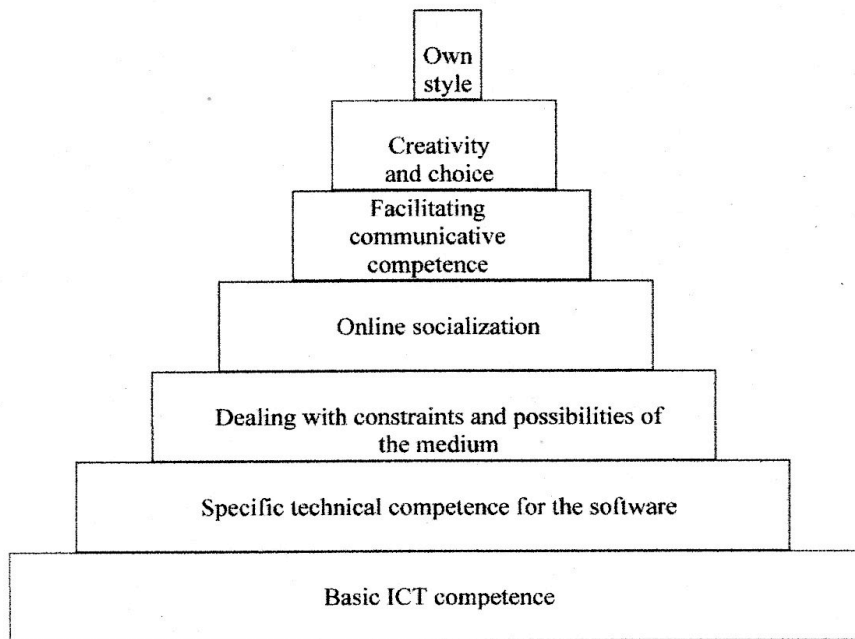 Own
style
Creativity
and choice
Facilitating
communicative
competence
Online socialization
Dealing with constraints and possibilities of
the medium
Specific technical competence for the software
Basic ICT competence